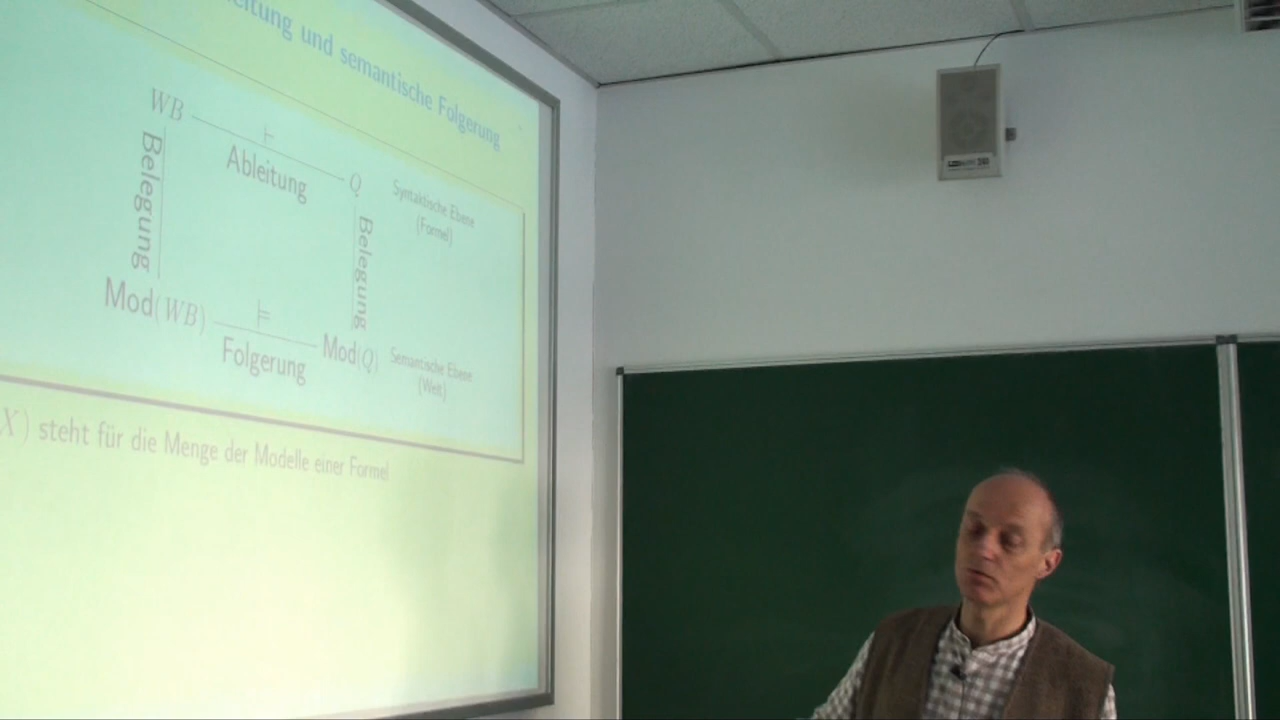 und semantische Folgerung
WB ⊢ Q
Ableitung
Syntaktische Ebene
(Formel)
Belegung
Belegung
Mod(WB) ⊨ Mod(Q)
Folgerung
Semantische Ebene
(Welt)
X) steht für die Menge der Modelle einer Formel